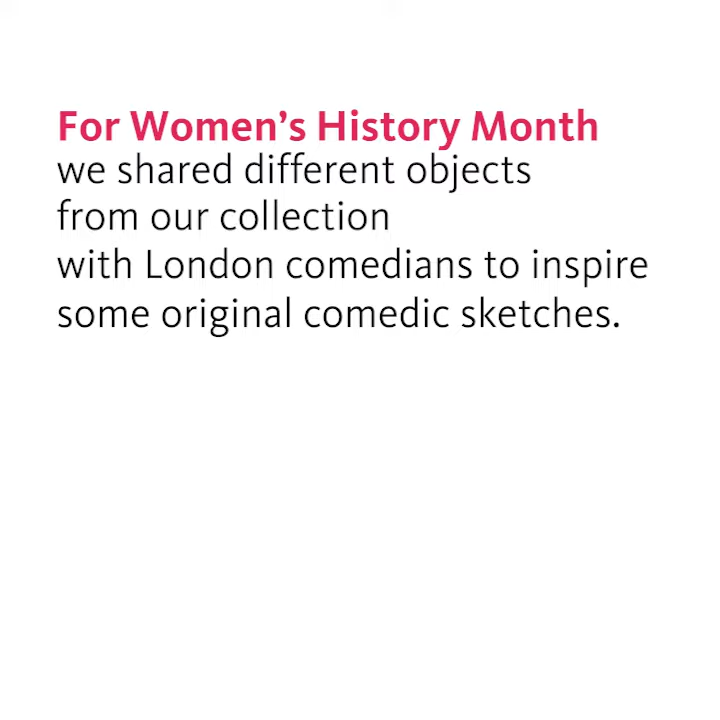 For Women’s History Month
we shared different objects
from our collection
with London comedians to inspire
some original comedic sketches.